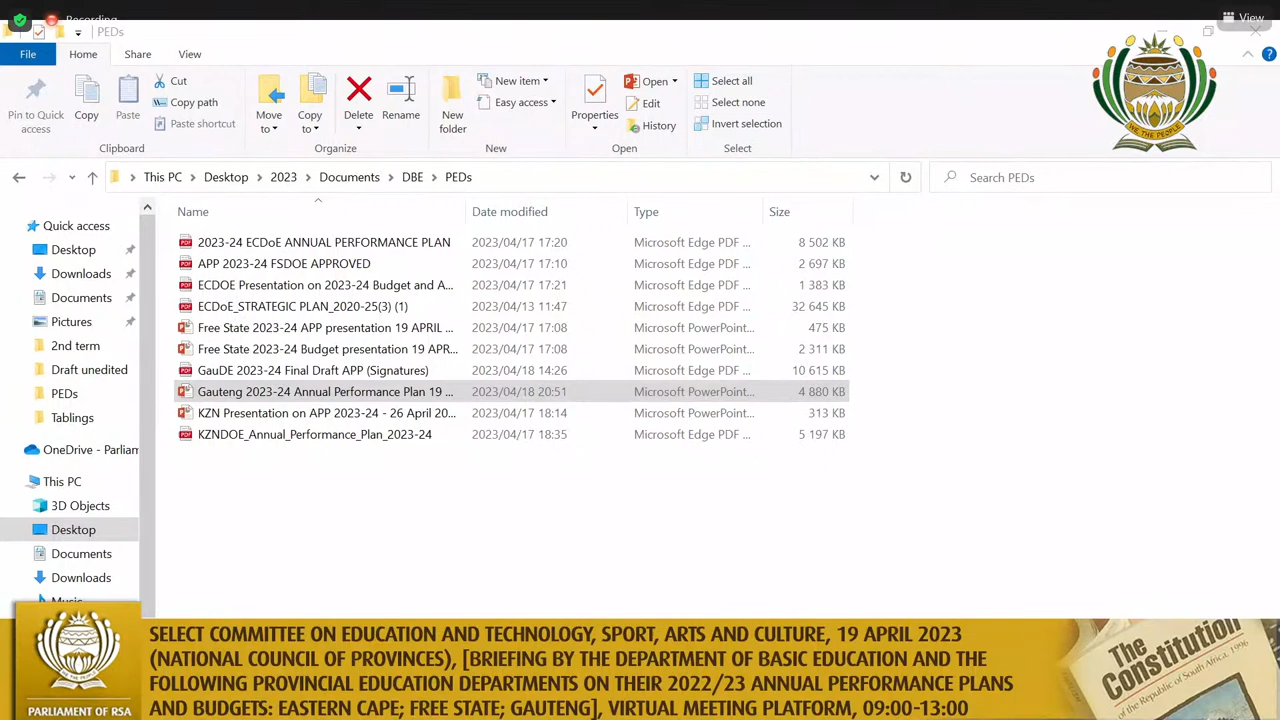 Recording
View
PEDs
File Home Share View
Pin to Quick access
Copy
Paste
Cut
Copy path
Paste shortcut
Clipboard
Move to
Copy to
Delete
Rename
Organize
New folder
New item
Easy access
New
Properties
Open
Edit
History
Open
Select all
Select none
Invert selection
Select
WE, THE PEOPLE
This PC > Desktop > 2023 > Documents > DBE > PEDs
Search PEDs
Quick access
Desktop
Downloads
Documents
Pictures
2nd term
Draft unedited
PEDs
Tablings
OneDrive - Parliam
This PC
3D Objects
Desktop
Documents
Downloads
Music
Name Date modified Type Size
2023-24 ECDoE ANNUAL PERFORMANCE PLAN 2023/04/17 17:20 Microsoft Edge PDF ... 8 502 KB
APP 2023-24 FSDOE APPROVED 2023/04/17 17:10 Microsoft Edge PDF ... 2 697 KB
ECDOE Presentation on 2023-24 Budget and A... 2023/04/17 17:21 Microsoft Edge PDF ... 1 383 KB
ECDoE_STRATEGIC PLAN_2020-25(3) (1) 2023/04/13 11:47 Microsoft Edge PDF ... 32 645 KB
Free State 2023-24 APP presentation 19 APRIL ... 2023/04/17 17:08 Microsoft PowerPoint... 475 KB
Free State 2023-24 Budget presentation 19 APR... 2023/04/17 17:08 Microsoft PowerPoint... 2 311 KB
GauDE 2023-24 Final Draft APP (Signatures) 2023/04/18 14:26 Microsoft Edge PDF ... 10 615 KB
Gauteng 2023-24 Annual Performance Plan 19 ... 2023/04/18 20:51 Microsoft PowerPoint... 4 880 KB
KZN Presentation on APP 2023-24 - 26 April 20... 2023/04/17 18:14 Microsoft PowerPoint... 313 KB
KZNDOE_Annual_Performance_Plan_2023-24 2023/04/17 18:35 Microsoft Edge PDF ... 5 197 KB
PARLIAMENT OF RSA
SELECT COMMITTEE ON EDUCATION AND TECHNOLOGY, SPORT, ARTS AND CULTURE, 19 APRIL 2023
(NATIONAL COUNCIL OF PROVINCES), [BRIEFING BY THE DEPARTMENT OF BASIC EDUCATION AND THE
FOLLOWING PROVINCIAL EDUCATION DEPARTMENTS ON THEIR 2022/23 ANNUAL PERFORMANCE PLANS
AND BUDGETS: EASTERN CAPE; FREE STATE; GAUTENG], VIRTUAL MEETING PLATFORM, 09:00-13:00
The
Constitution
of the Republic of South Africa, 1996